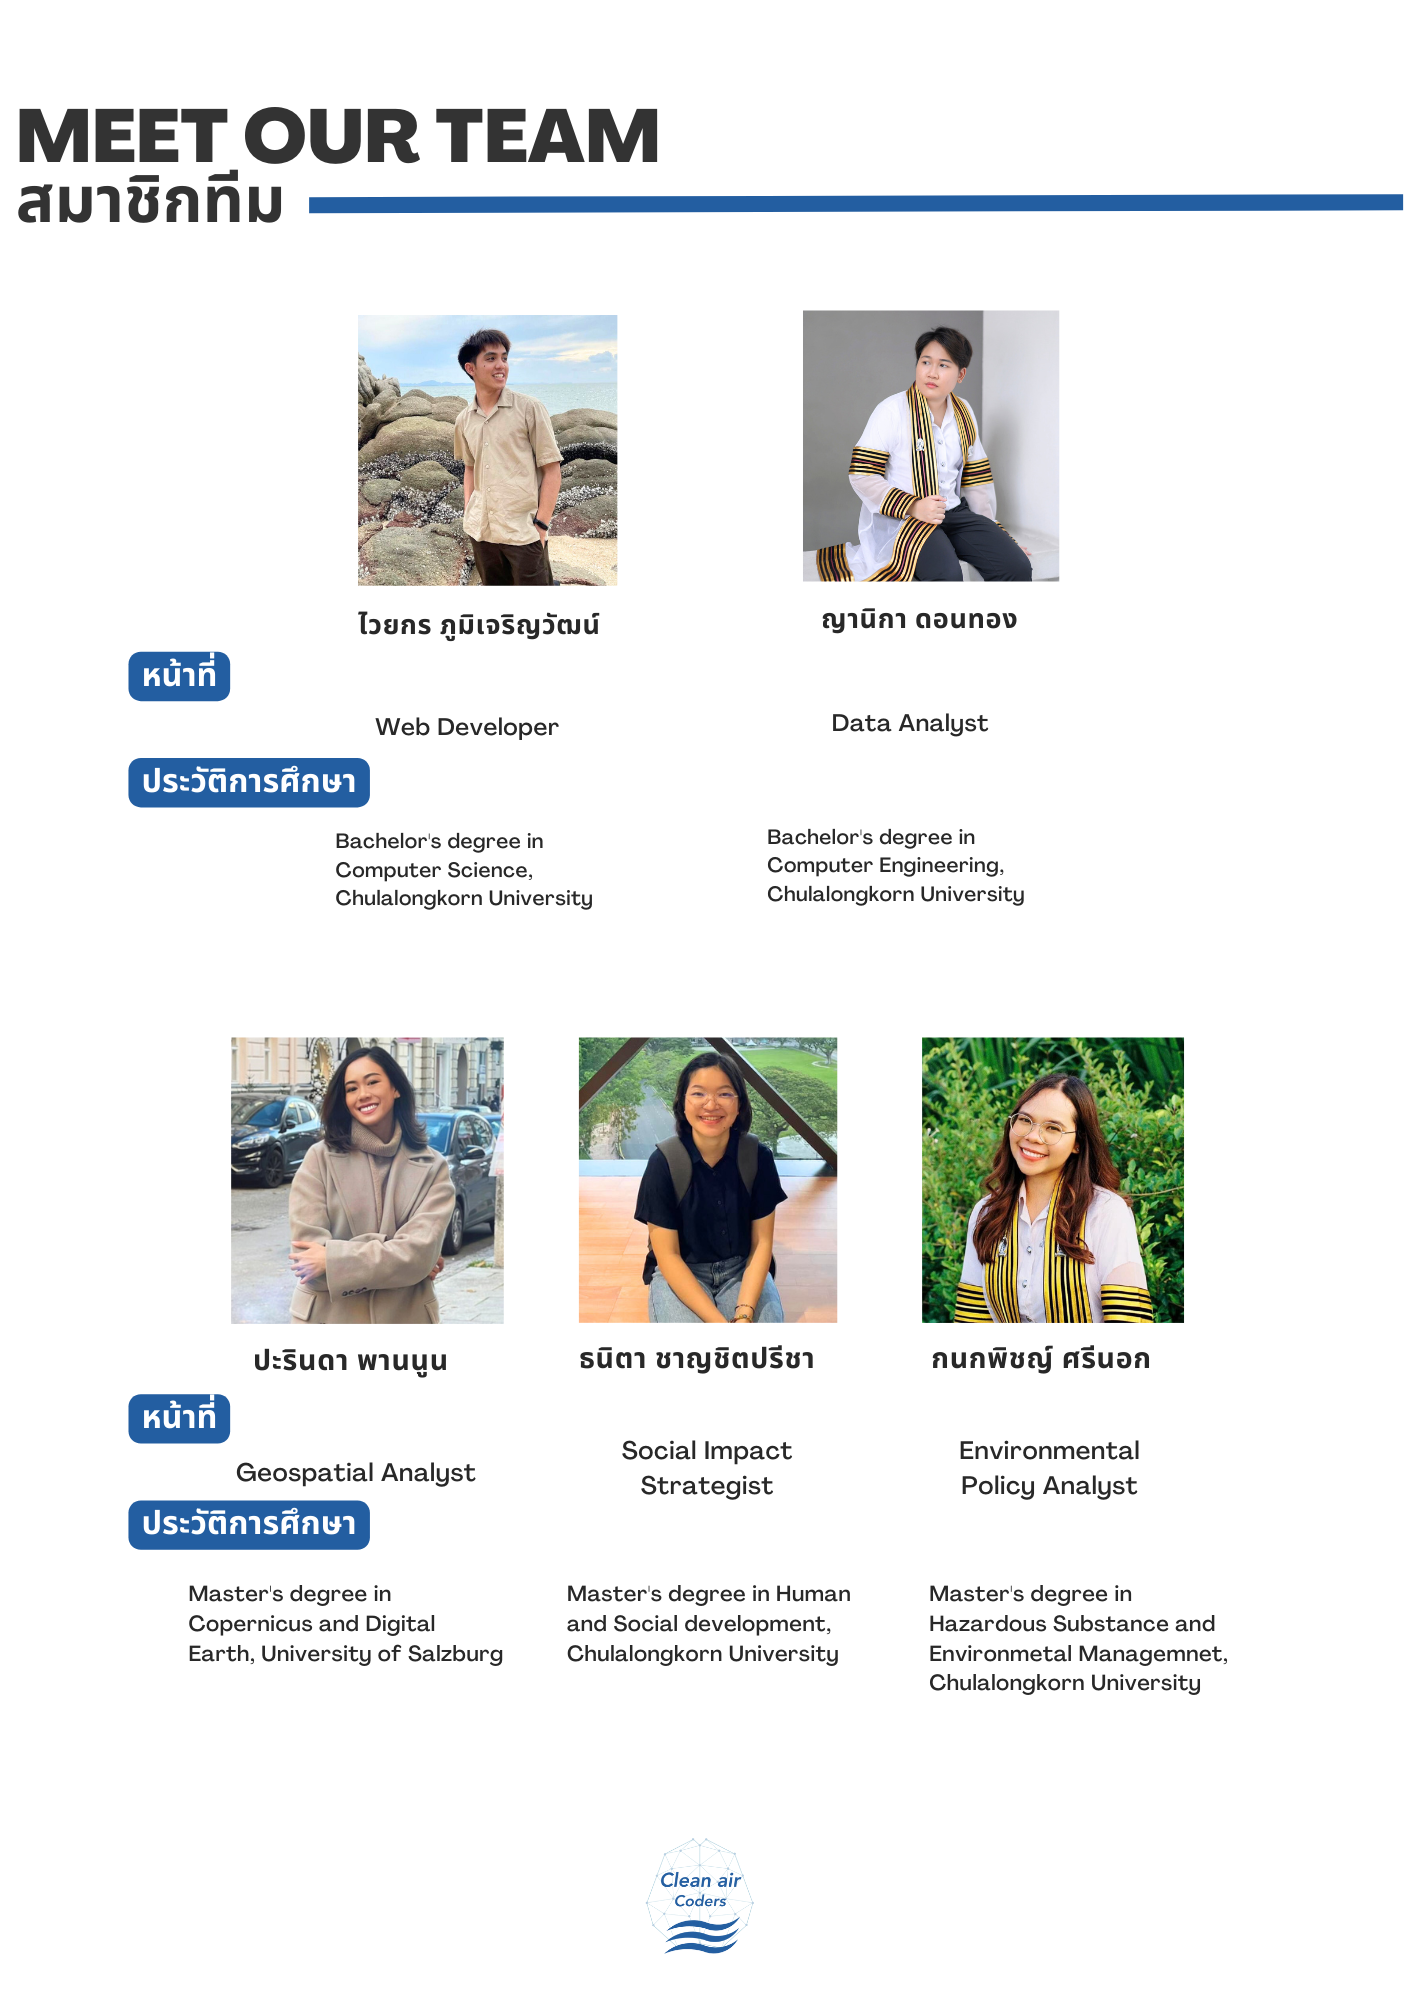 MEET OUR TEAM
สมาชิกทีม
ไวยกร ภูมิเจริญวัฒน์
ญานิกา ดอนทอง
หน้าที่
Web Developer
Data Analyst
ประวัติการศึกษา
Bachelor's degree in
Computer Science,
Chulalongkorn University
Bachelor's degree in
Computer Engineering,
Chulalongkorn University
ปะรินดา พานนูน
ธนิตา ชาญชิตปรีชา
กนกพิชญ์ ศรีนอก
หน้าที่
Geospatial Analyst
Social Impact
Strategist
Environmental
Policy Analyst
ประวัติการศึกษา
Master's degree in
Copernicus and Digital
Earth, University of Salzburg
Master's degree in Human
and Social development,
Chulalongkorn University
Master's degree in
Hazardous Substance and
Environmetal Managemnet,
Chulalongkorn University
Clean air
Coders